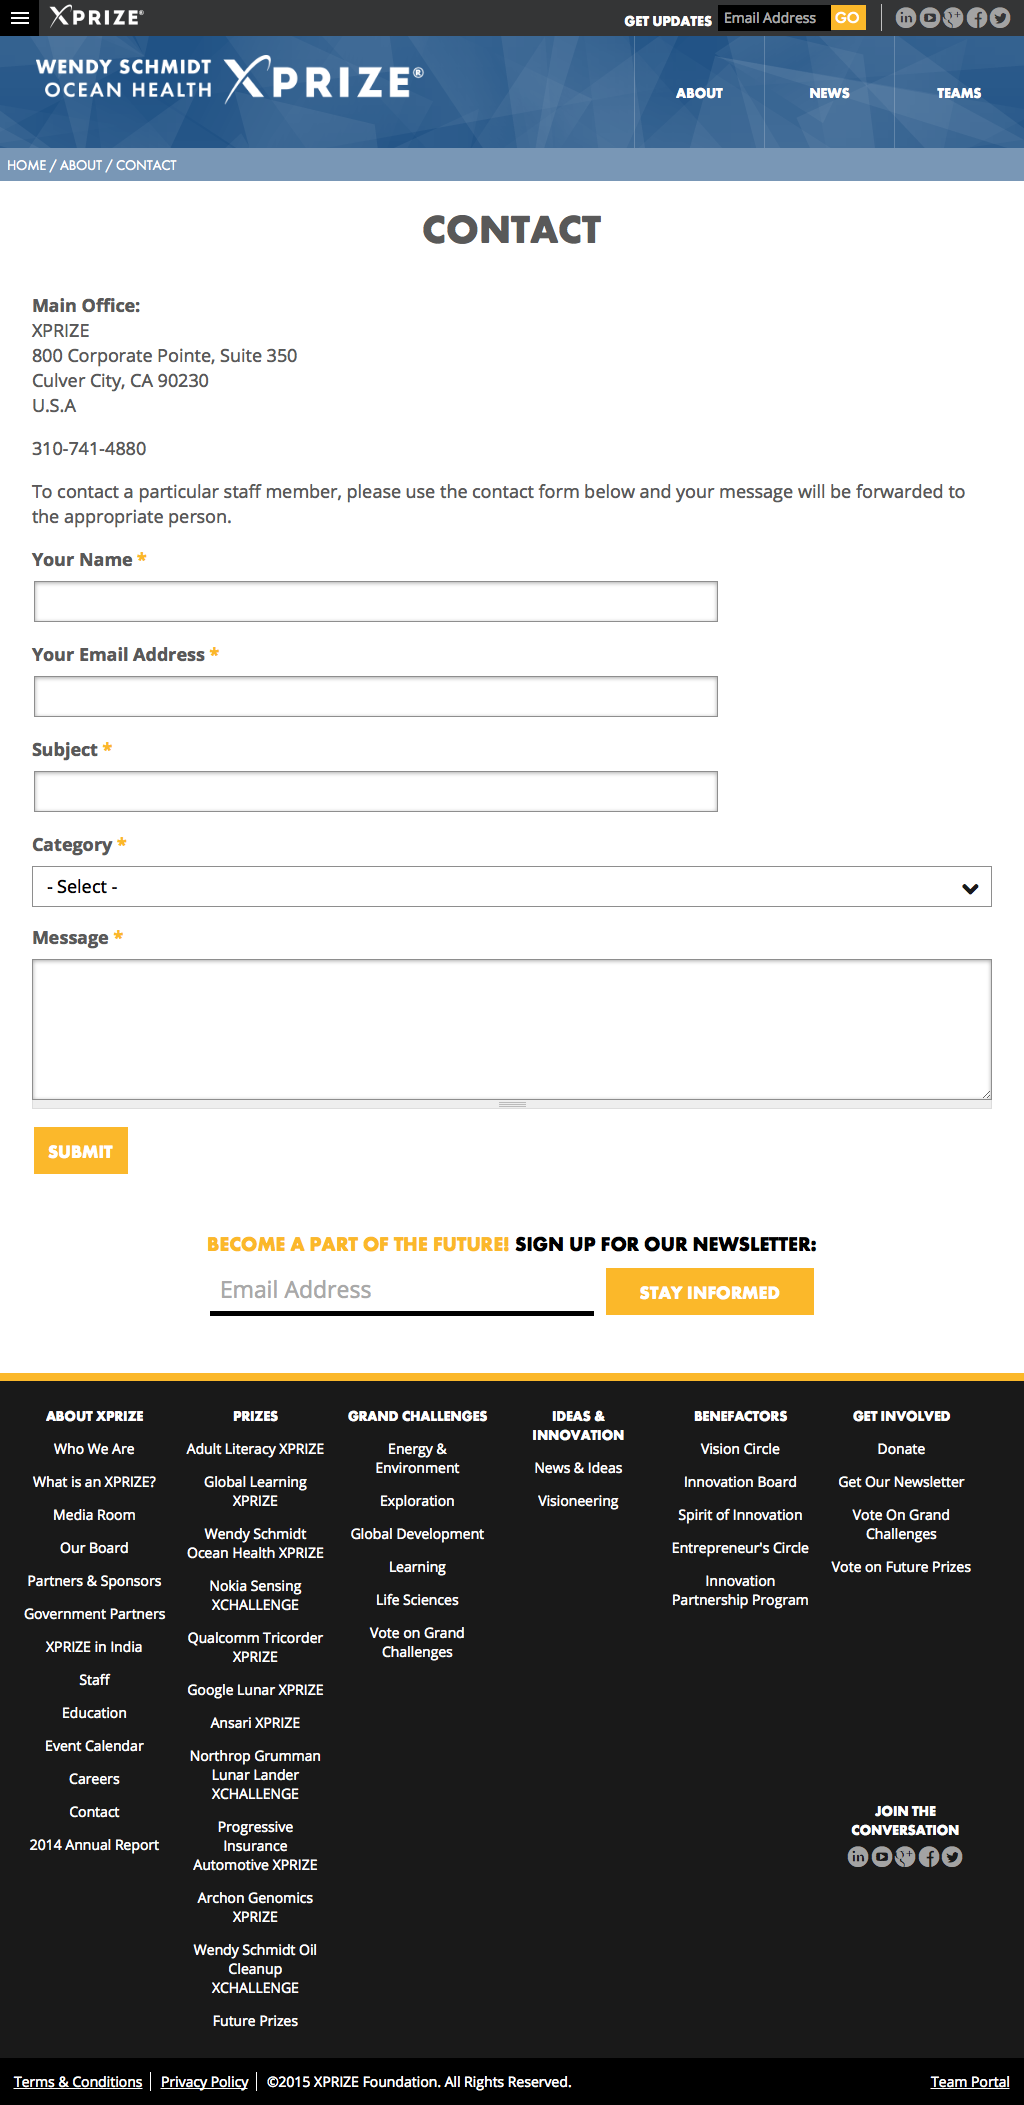 XPRIZE®
GET UPDATES
Email Address
GO
WENDY SCHMIDT
OCEAN HEALTH
XPRIZE®
ABOUT
NEWS
TEAMS
HOME / ABOUT / CONTACT
CONTACT
Main Office:
XPRIZE
800 Corporate Pointe, Suite 350
Culver City, CA 90230
U.S.A
310-741-4880
To contact a particular staff member, please use the contact form below and your message will be forwarded to
the appropriate person.
Your Name *
Your Email Address *
Subject *
Category *
- Select -
Message *
SUBMIT
BECOME A PART OF THE FUTURE! SIGN UP FOR OUR NEWSLETTER:
Email Address
STAY INFORMED
ABOUT XPRIZE
Who We Are
What is an XPRIZE?
Media Room
Our Board
Partners & Sponsors
Government Partners
XPRIZE in India
Staff
Education
Event Calendar
Careers
Contact
2014 Annual Report
PRIZES
Adult Literacy XPRIZE
Global Learning
XPRIZE
Wendy Schmidt
Ocean Health XPRIZE
Nokia Sensing
XCHALLENGE
Qualcomm Tricorder
XPRIZE
Google Lunar XPRIZE
Ansari XPRIZE
Northrop Grumman
Lunar Lander
XCHALLENGE
Progressive
Insurance
Automotive XPRIZE
Archon Genomics
XPRIZE
Wendy Schmidt Oil
Cleanup
XCHALLENGE
Future Prizes
GRAND CHALLENGES
Energy &
Environment
Exploration
Global Development
Learning
Life Sciences
Vote on Grand
Challenges
IDEAS &
INNOVATION
News & Ideas
Visioneering
BENEFACTORS
Vision Circle
Innovation Board
Spirit of Innovation
Entrepreneur's Circle
Innovation
Partnership Program
GET INVOLVED
Donate
Get Our Newsletter
Vote On Grand
Challenges
Vote on Future Prizes
JOIN THE
CONVERSATION
Terms & Conditions
Privacy Policy
©2015 XPRIZE Foundation. All Rights Reserved.
Team Portal